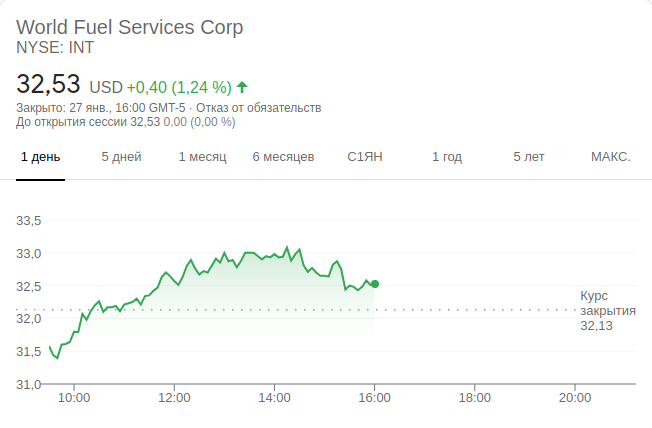 World Fuel Services Corp
NYSE: INT
32,53 USD +0,40 (1,24 %)
Закрыто: 27 янв., 16:00 GMT-5 · Отказ от обязательств
До открытия сессии 32,53 0,00 (0,00 %)
1 день 5 дней 1 месяц 6 месяцев С1ЯН 1 год 5 лет МАКС.
33,5
33,0
32,5
Курс
32,0 закрытия
32,13
31,5
31,0
10:00 12:00 14:00 16:00 18:00 20:00